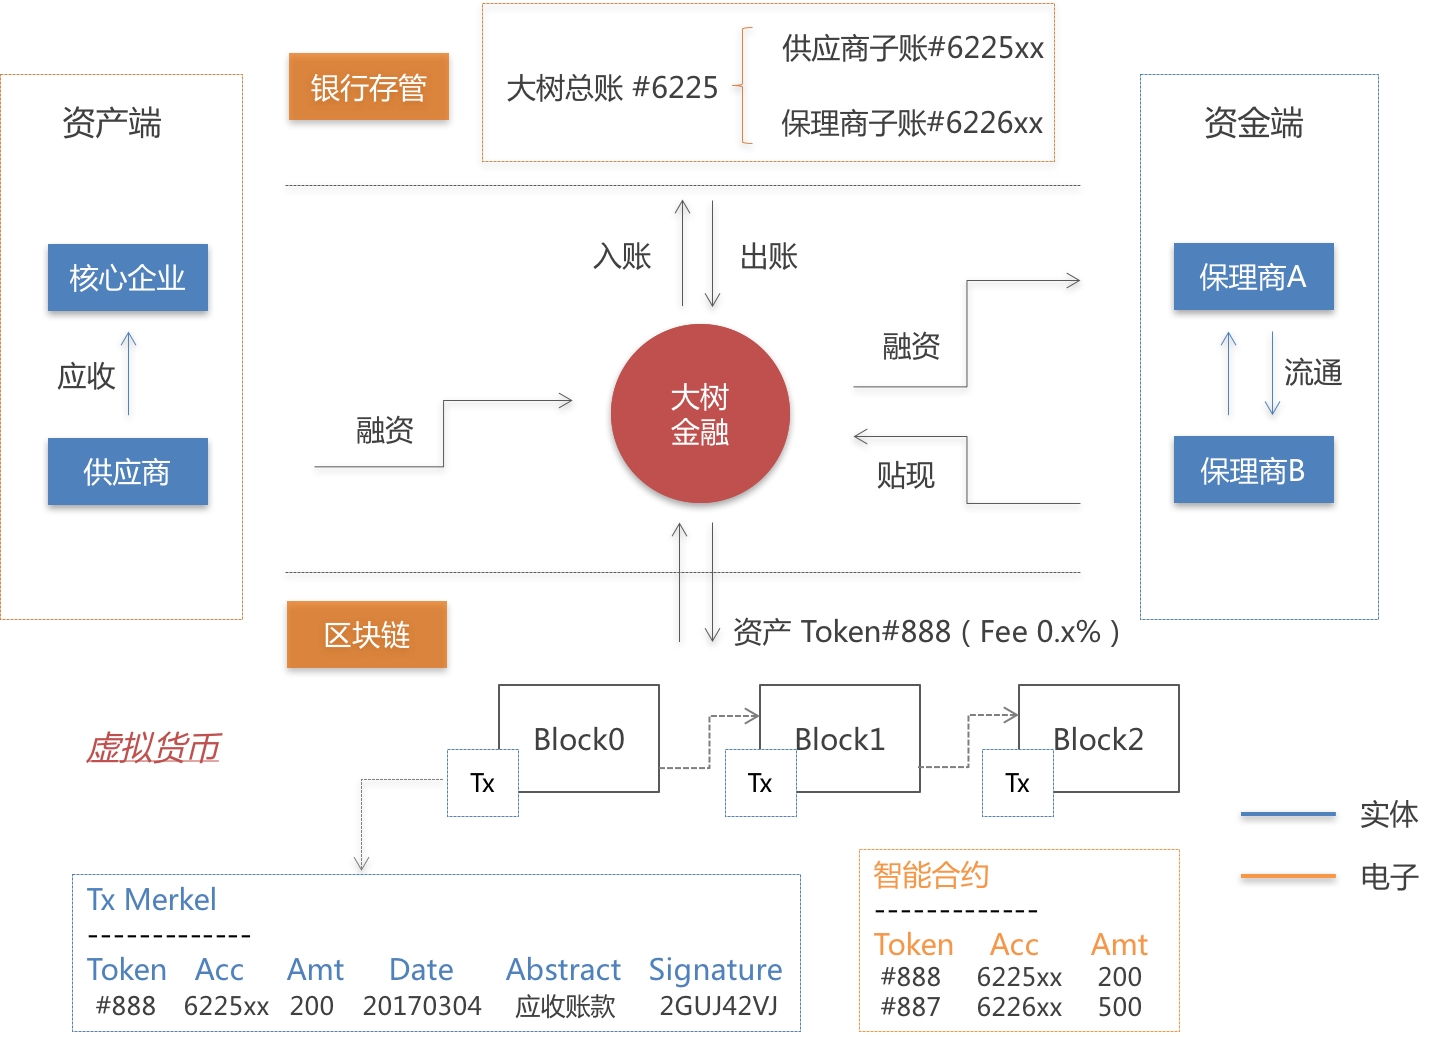 银行存管
大树总账 #6225
供应商子账#6225xx
保理商子账#6226xx
资产端
核心企业
应收
供应商
资金端
保理商A
流通
保理商B
入账
出账
融资
大树
金融
融资
贴现
区块链
资产 Token#888 ( Fee 0.x% )
虚拟货币
Block0
Tx
Block1
Tx
Block2
Tx
实体
电子
Tx Merkel
-------------
Token Acc Amt Date Abstract Signature
#888 6225xx 200 20170304 应收账款 2GUJ42VJ
智能合约
-------------
Token Acc Amt
#888 6225xx 200
#887 6226xx 500